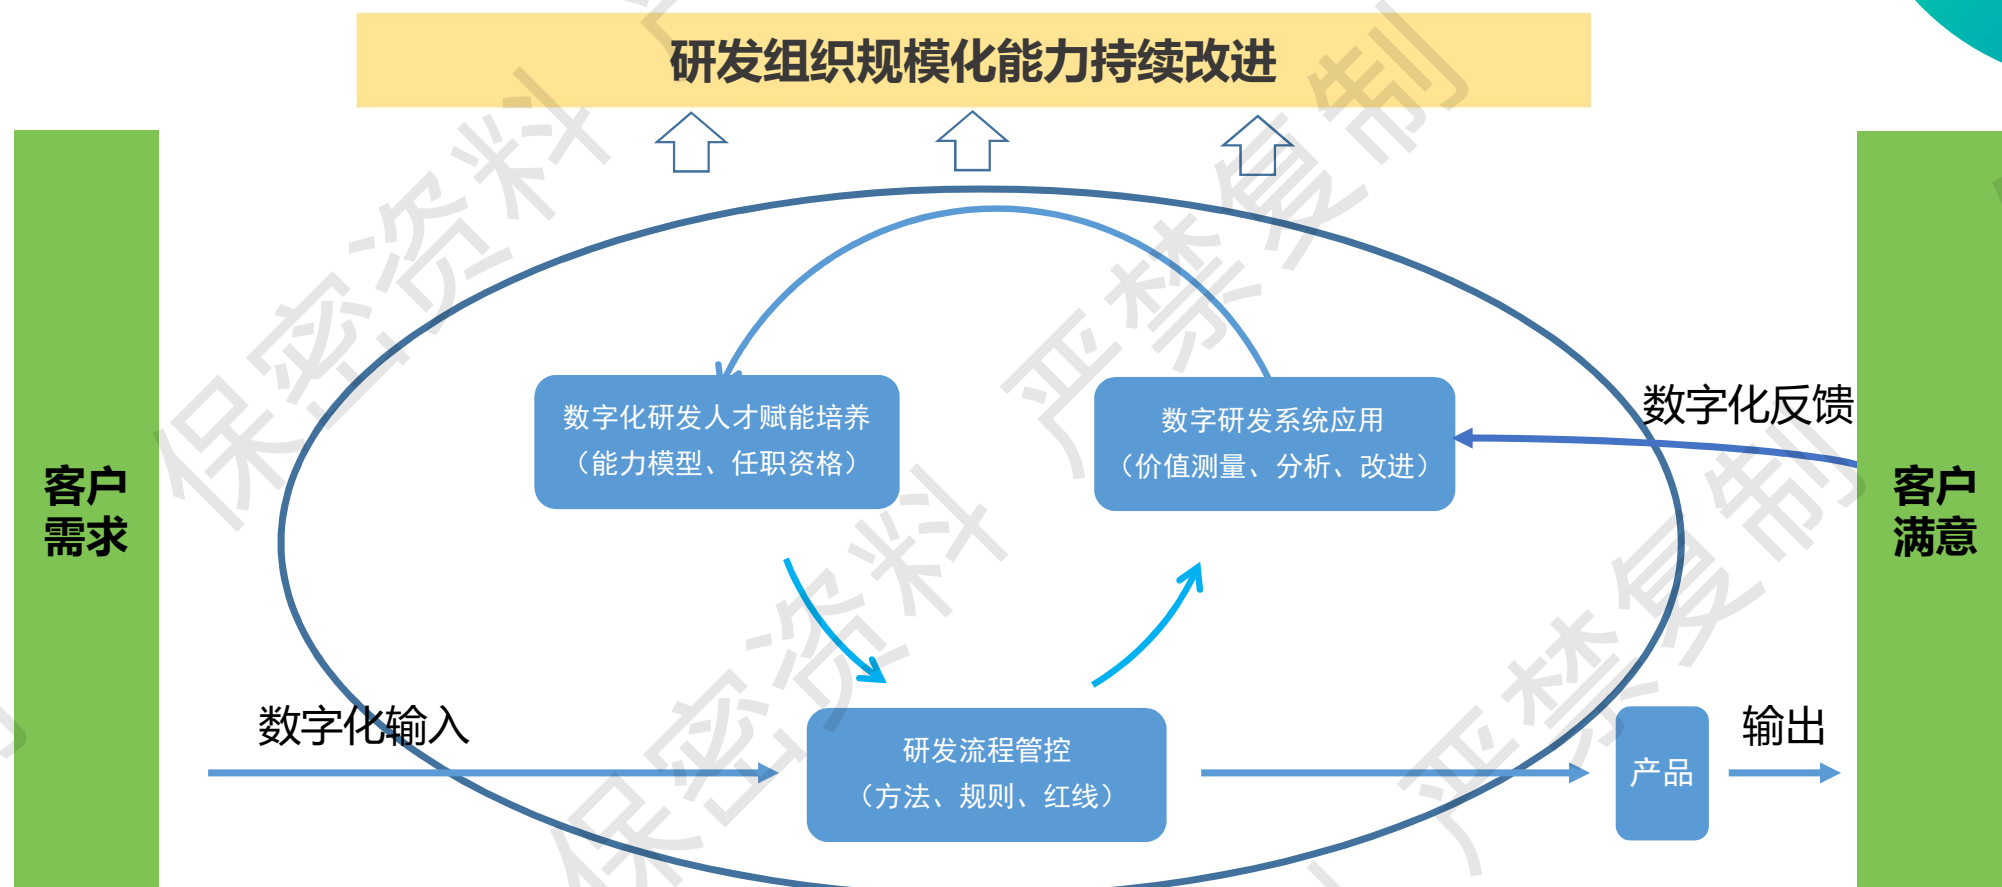 研发组织规模化能力持续改进
客户
需求
数字化研发人才赋能培养
（能力模型、任职资格）
数字研发系统应用
（价值测量、分析、改进）
数字化反馈
客户
满意
数字化输入
研发流程管控
（方法、规则、红线）
产品
输出
保密资料 严禁复制
保密资料 严禁复制